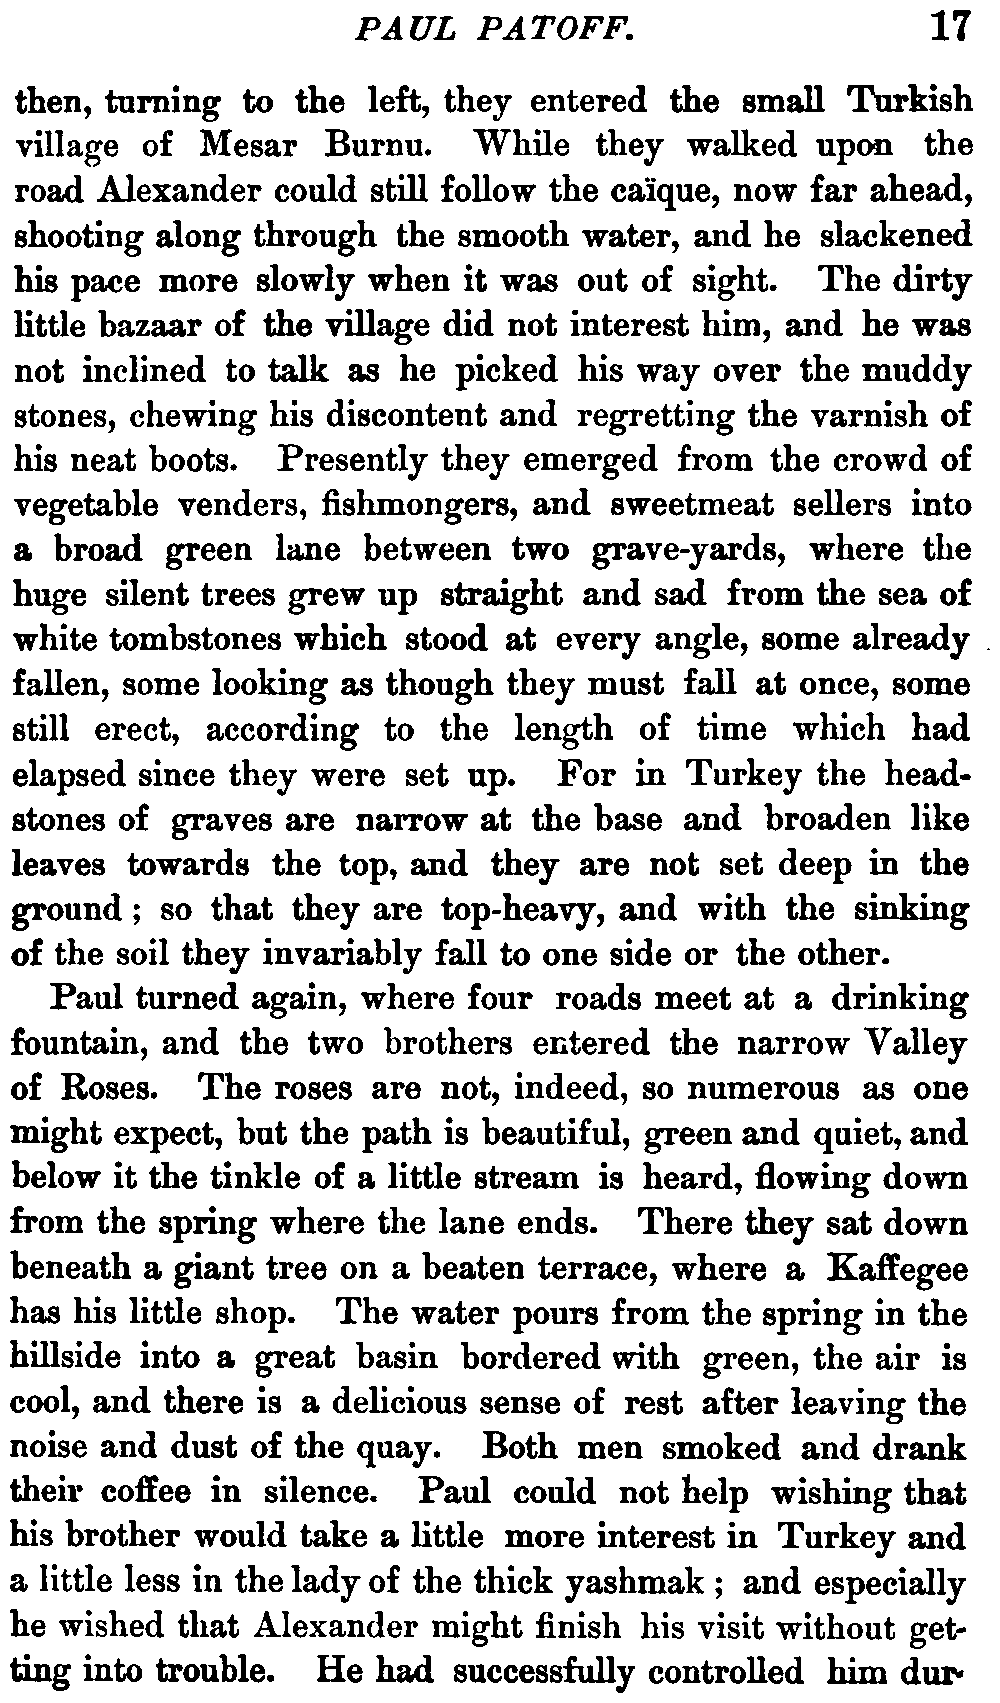 PAUL PATOFF. 17
then, turning to the left, they entered the small Turkish
village of Mesar Burnu. While they walked upon the
road Alexander could still follow the caïque, now far ahead,
shooting along through the smooth water, and he slackened
his pace more slowly when it was out of sight. The dirty
little bazaar of the village did not interest him, and he was
not inclined to talk as he picked his way over the muddy
stones, chewing his discontent and regretting the varnish of
his neat boots. Presently they emerged from the crowd of
vegetable venders, fishmongers, and sweetmeat sellers into
a broad green lane between two grave-yards, where the
huge silent trees grew up straight and sad from the sea of
white tombstones which stood at every angle, some already
fallen, some looking as though they must fall at once, some
still erect, according to the length of time which had
elapsed since they were set up. For in Turkey the head-
stones of graves are narrow at the base and broaden like
leaves towards the top, and they are not set deep in the
ground ; so that they are top-heavy, and with the sinking
of the soil they invariably fall to one side or the other.
Paul turned again, where four roads meet at a drinking
fountain, and the two brothers entered the narrow Valley
of Roses. The roses are not, indeed, so numerous as one
might expect, but the path is beautiful, green and quiet, and
below it the tinkle of a little stream is heard, flowing down
from the spring where the lane ends. There they sat down
beneath a giant tree on a beaten terrace, where a Kaffegee
has his little shop. The water pours from the spring in the
hillside into a great basin bordered with green, the air is
cool, and there is a delicious sense of rest after leaving the
noise and dust of the quay. Both men smoked and drank
their coffee in silence. Paul could not help wishing that
his brother would take a little more interest in Turkey and
a little less in the lady of the thick yashmak ; and especially
he wished that Alexander might finish his visit without get-
ting into trouble. He had successfully controlled him dur-